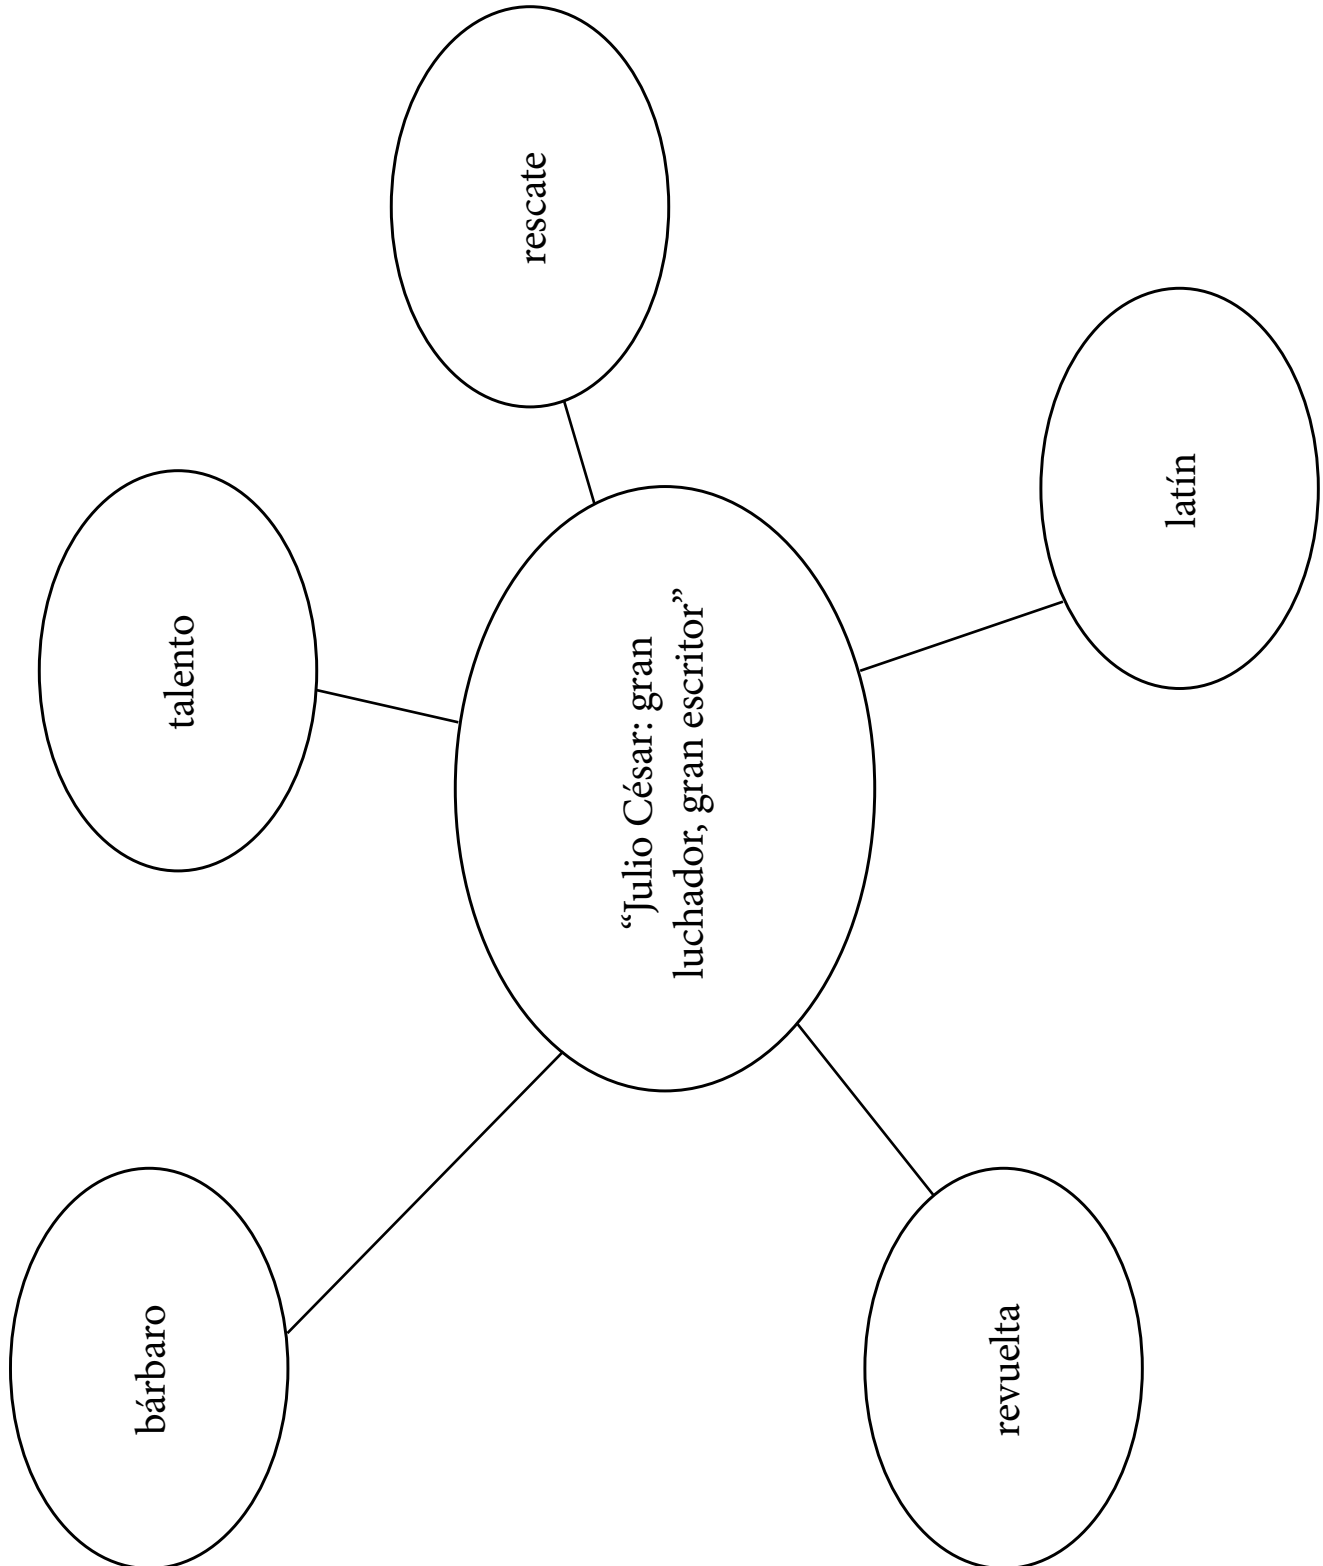 bárbaro
talento
rescate
“Julio César: gran
luchador, gran escritor”
revuelta
latín